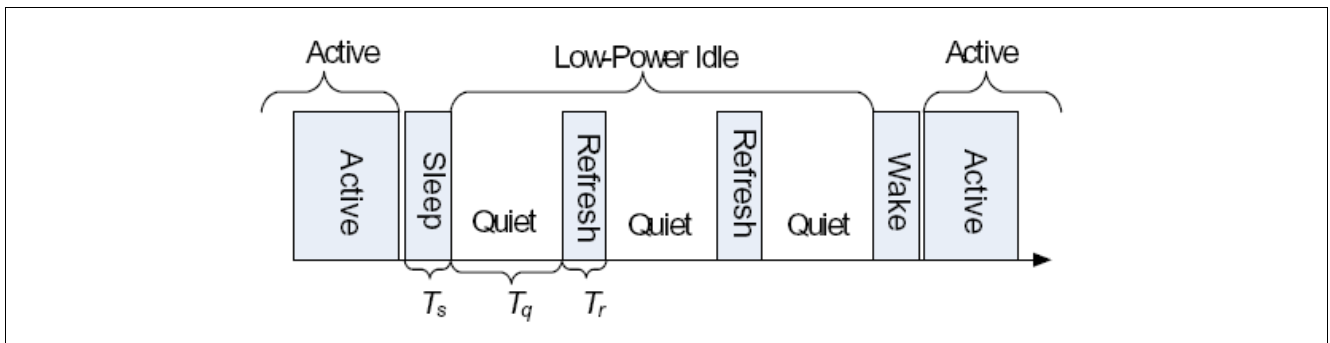 Active
Low-Power Idle
Active
Active
Sleep
Quiet
Refresh
Quiet
Refresh
Quiet
Wake
Active
Ts
Tq
Tr